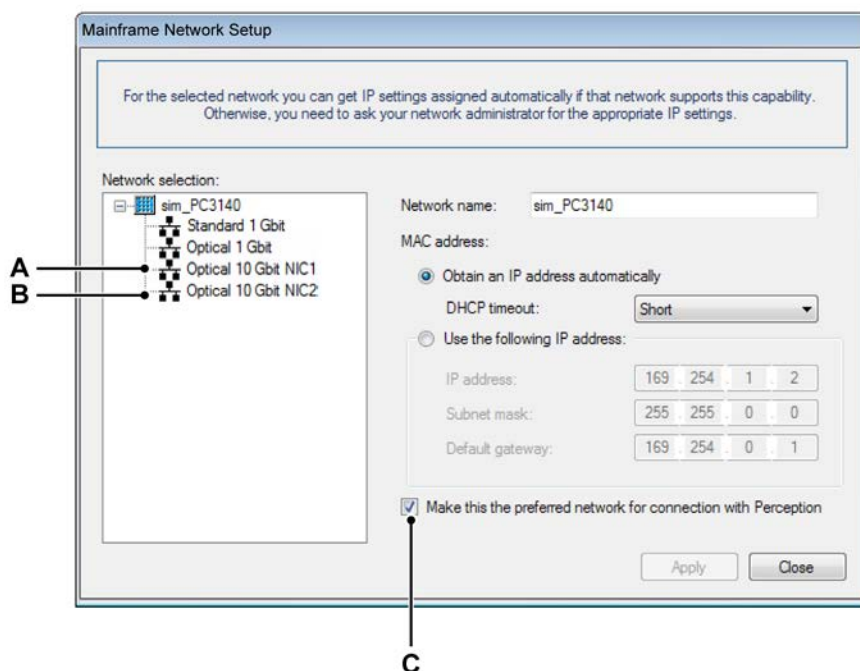 Mainframe Network Setup
For the selected network you can get IP settings assigned automatically if that network supports this capability.
Otherwise, you need to ask your network administrator for the appropriate IP settings.
Network selection:
sim_PC3140
Standard 1 Gbit
Optical 1 Gbit
A
Optical 10 Gbit NIC1
B
Optical 10 Gbit NIC2
Network name: sim_PC3140
MAC address:
Obtain an IP address automatically
DHCP timeout: Short
Use the following IP address:
IP address: 169 . 254 . 1 . 2
Subnet mask: 255 . 255 . 0 . 0
Default gateway: 169 . 254 . 0 . 1
Make this the preferred network for connection with Perception
Apply Close
C